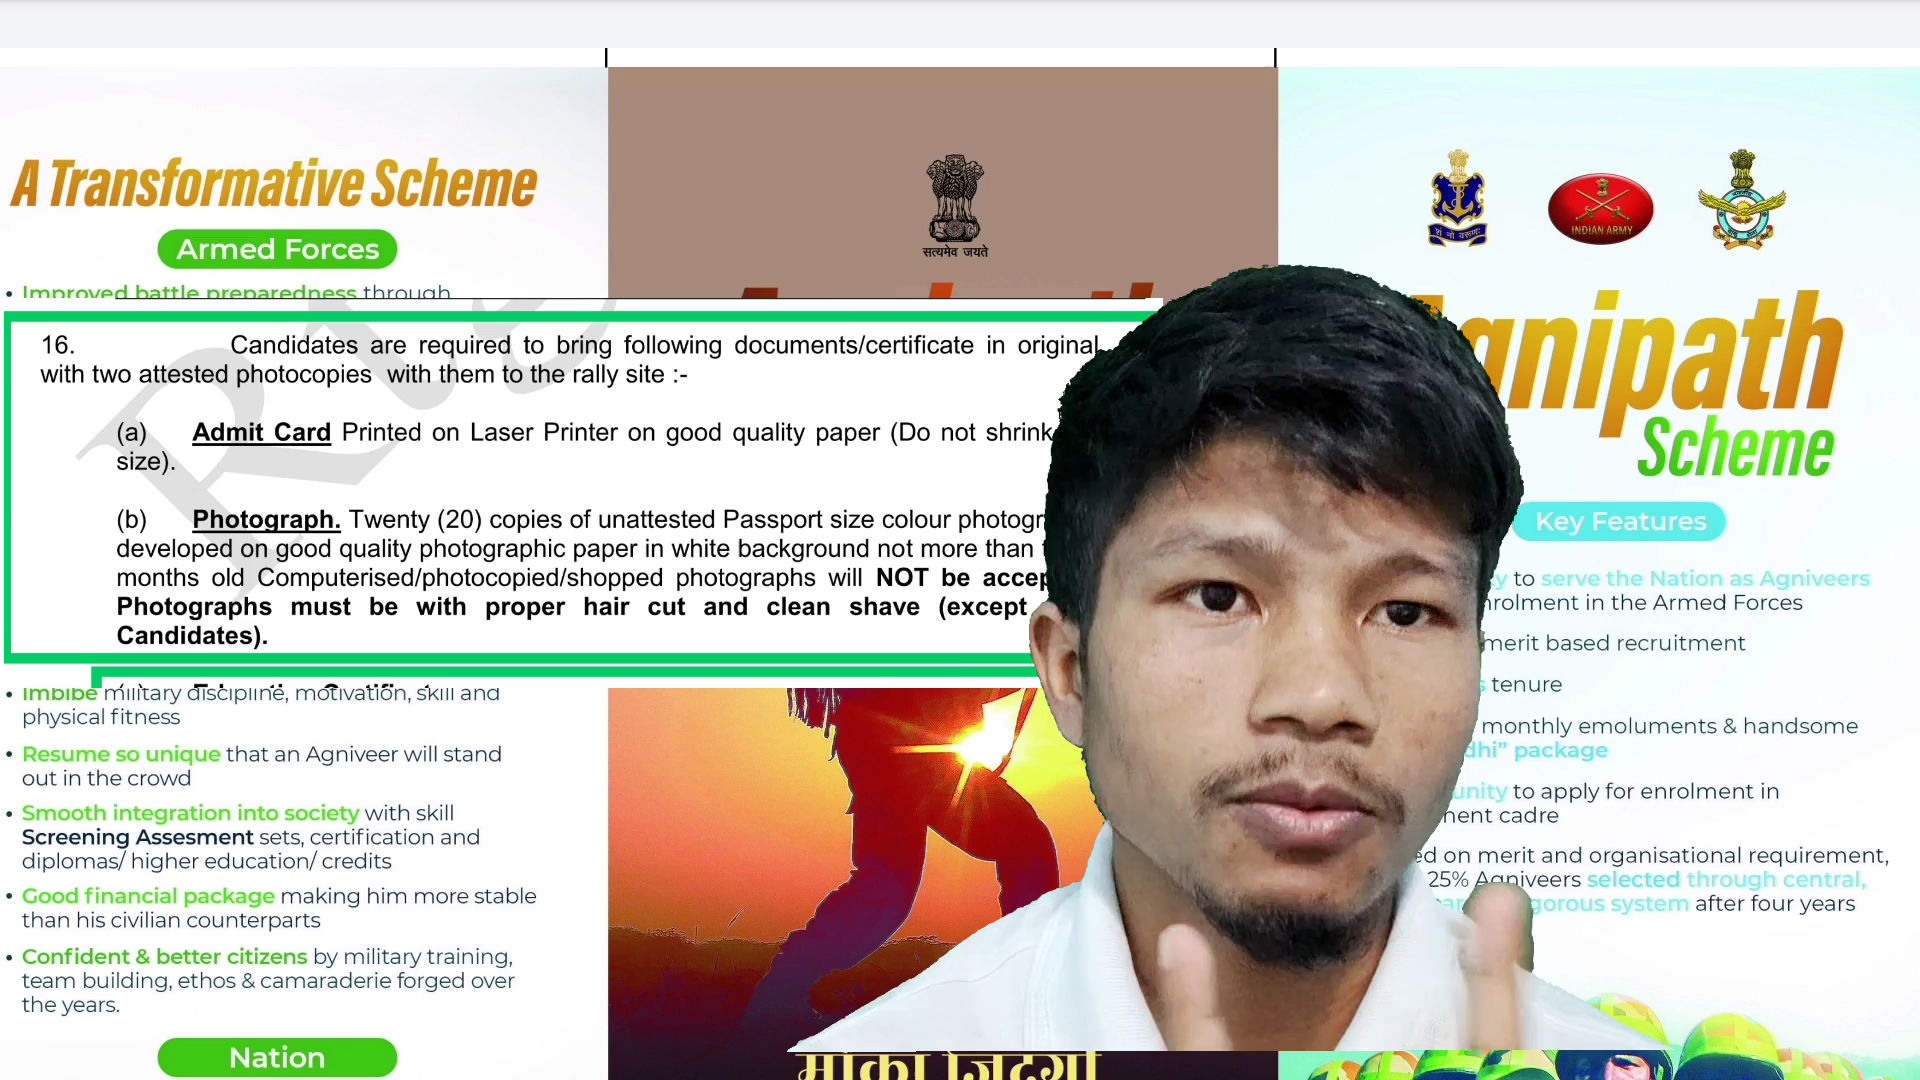 A Transformative Scheme
Armed Forces
• Improved battle preparedness through
सत्यमेव जयते
INDIAN ARMY
16. Candidates are required to bring following documents/certificate in original
with two attested photocopies with them to the rally site :-
(a) Admit Card Printed on Laser Printer on good quality paper (Do not shrink
size).
(b) Photograph. Twenty (20) copies of unattested Passport size colour photogr
developed on good quality photographic paper in white background not more than
months old Computerised/photocopied/shopped photographs will NOT be accep
Photographs must be with proper hair cut and clean shave (except
Candidates).
• Imbibe military discipline, motivation, skill and
physical fitness
• Resume so unique that an Agniveer will stand
out in the crowd
• Smooth integration into society with skill
Screening Assesment sets, certification and
diplomas/ higher education/ credits
• Good financial package making him more stable
than his civilian counterparts
• Confident & better citizens by military training,
team building, ethos & camaraderie forged over
the years.
Nation
gnipath
Scheme
Key Features
y to serve the Nation as Agniveers
nrolment in the Armed Forces
merit based recruitment
s tenure
monthly emoluments & handsome
dhi” package
unity to apply for enrolment in
nent cadre
ed on merit and organisational requirement,
25% Agniveers selected through central,
gorous system after four years